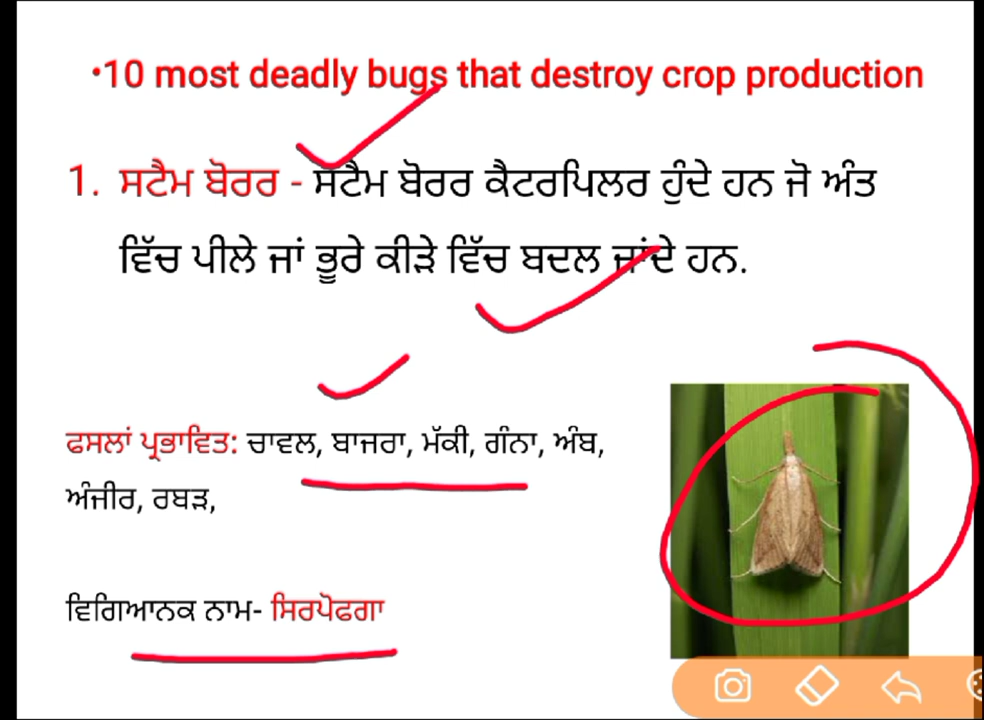 •10 most deadly bugs that destroy crop production
1. ਸਟੈਮ ਬੋਰਰ - ਸਟੈਮ ਬੋਰਰ ਕੈਟਰਪਿਲਰ ਹੁੰਦੇ ਹਨ ਜੋ ਅੰਤ
ਵਿੱਚ ਪੀਲੇ ਜਾਂ ਭੂਰੇ ਕੀੜੇ ਵਿੱਚ ਬਦਲ ਜਾਂਦੇ ਹਨ.
ਫਸਲਾਂ ਪ੍ਰਭਾਵਿਤ: ਚਾਵਲ, ਬਾਜਰਾ, ਮੱਕੀ, ਗੰਨਾ, ਅੰਬ,
ਅੰਜੀਰ, ਰਬੜ,
ਵਿਗਿਆਨਕ ਨਾਮ- ਸਿਰਪੋਫਗਾ